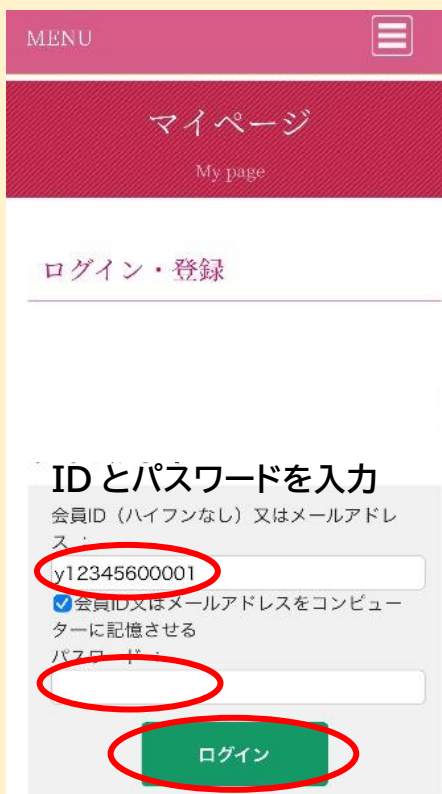 MENU
マイページ
My page
ログイン・登録
ID とパスワードを入力
会員ID（ハイフンなし）又はメールアドレ
ス :
y12345600001
会員ID又はメールアドレスをコンピュー
ターに記憶させる
パスワード :
ログイン